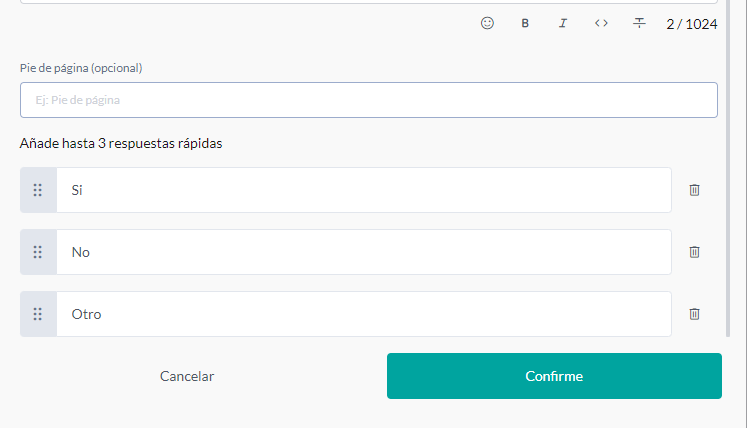 B I <> T 2 / 1024
Pie de página (opcional)
Ej: Pie de página
Añade hasta 3 respuestas rápidas
Si
No
Otro
Cancelar Confirme